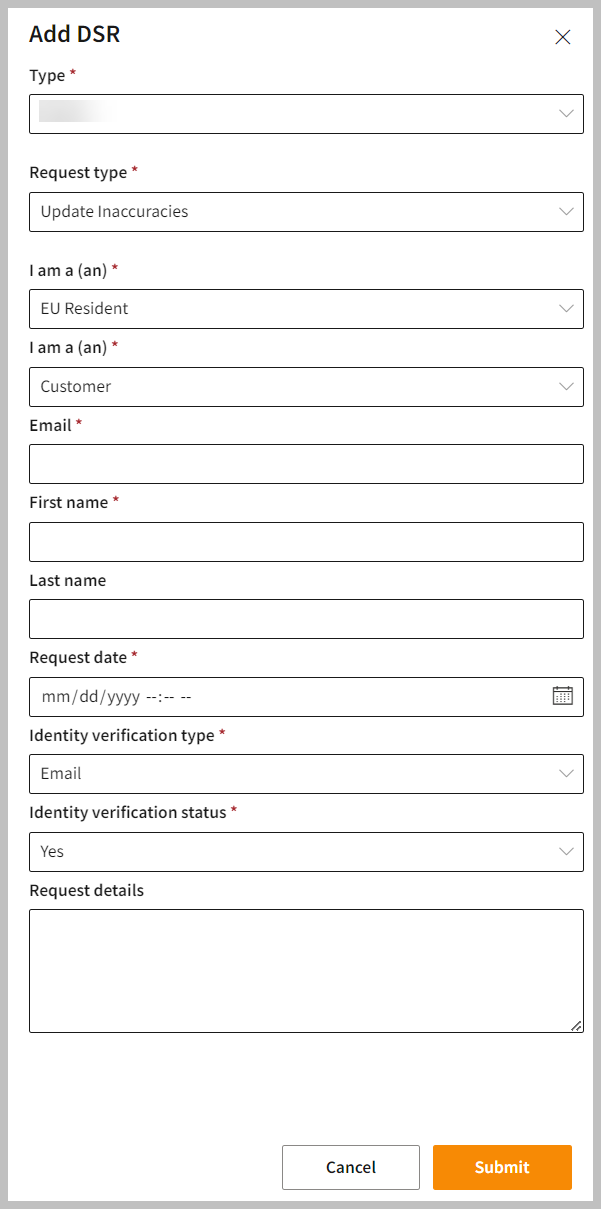 Add DSR
Type *
Request type *
Update Inaccuracies
I am a (an) *
EU Resident
I am a (an) *
Customer
Email *
First name *
Last name
Request date *
mm/dd/yyyy --:-- --
Identity verification type *
Email
Identity verification status *
Yes
Request details
Cancel
Submit